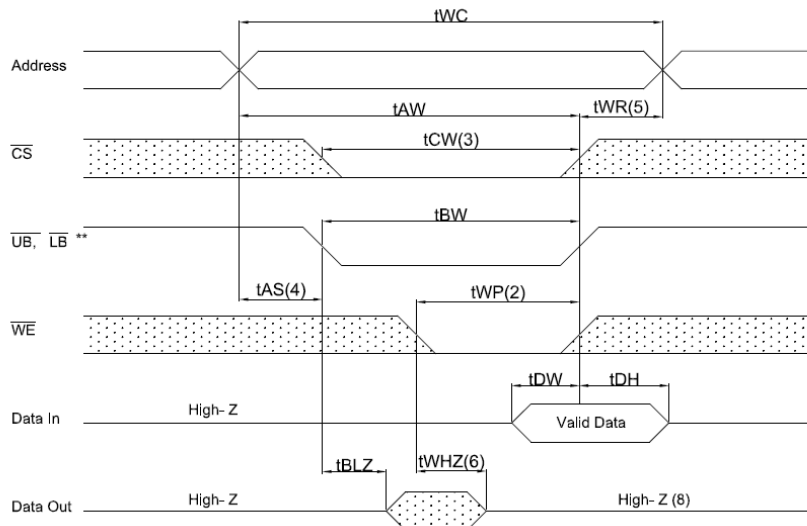 tWC
Address
tAW
tWR(5)
CS
tCW(3)
UB, LB **
tBW
tAS(4)
tWP(2)
WE
tDW
tDH
Data In
High- Z
Valid Data
tBLZ
tWHZ(6)
Data Out
High- Z
High- Z (8)